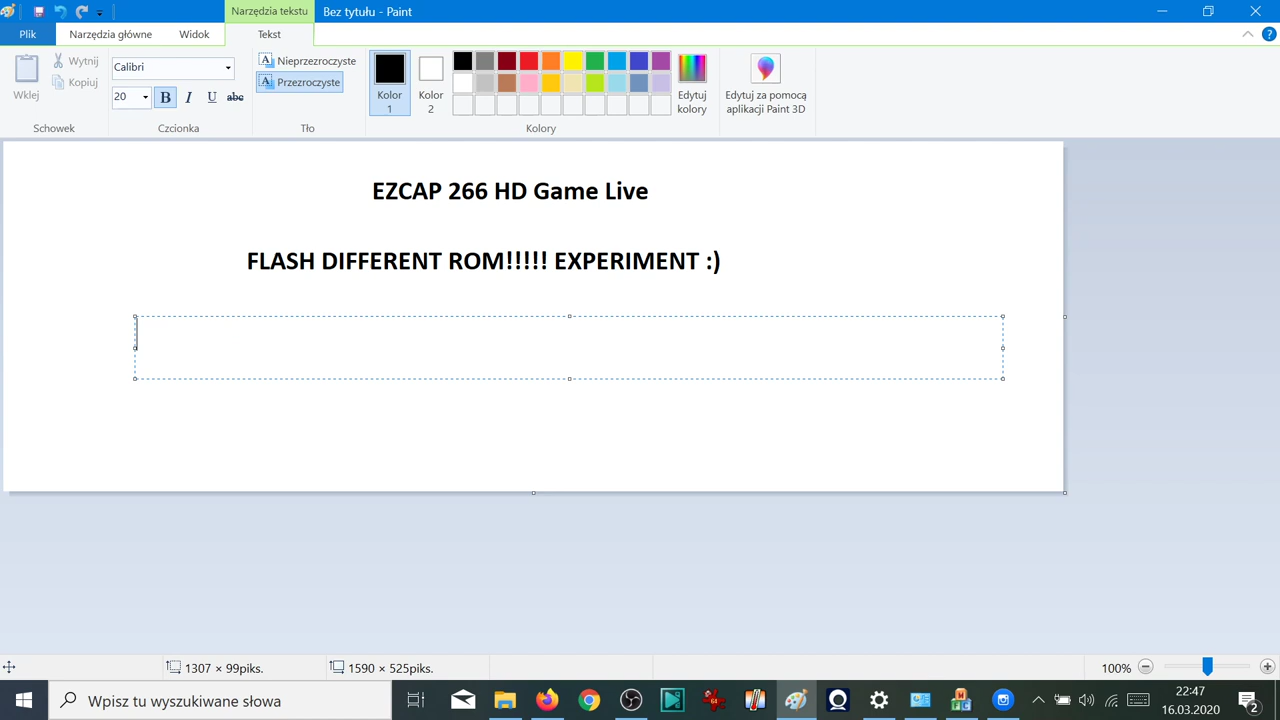 Narzędzia tekstu
Bez tytułu - Paint
Plik
Narzędzia główne
Widok
Tekst
Wklej
Wytnij
Kopiuj
Schowek
Calibri
20
B I U abc
Czcionka
Nieprzezroczyste
Przezroczyste
Tło
Kolor 1
Kolor 2
Edytuj kolory
Kolory
Edytuj za pomocą aplikacji Paint 3D
EZCAP 266 HD Game Live
FLASH DIFFERENT ROM!!!!! EXPERIMENT :)
1307 × 99piks.
1590 × 525piks.
100%
Wpisz tu wyszukiwane słowa
22:47
16.03.2020
2